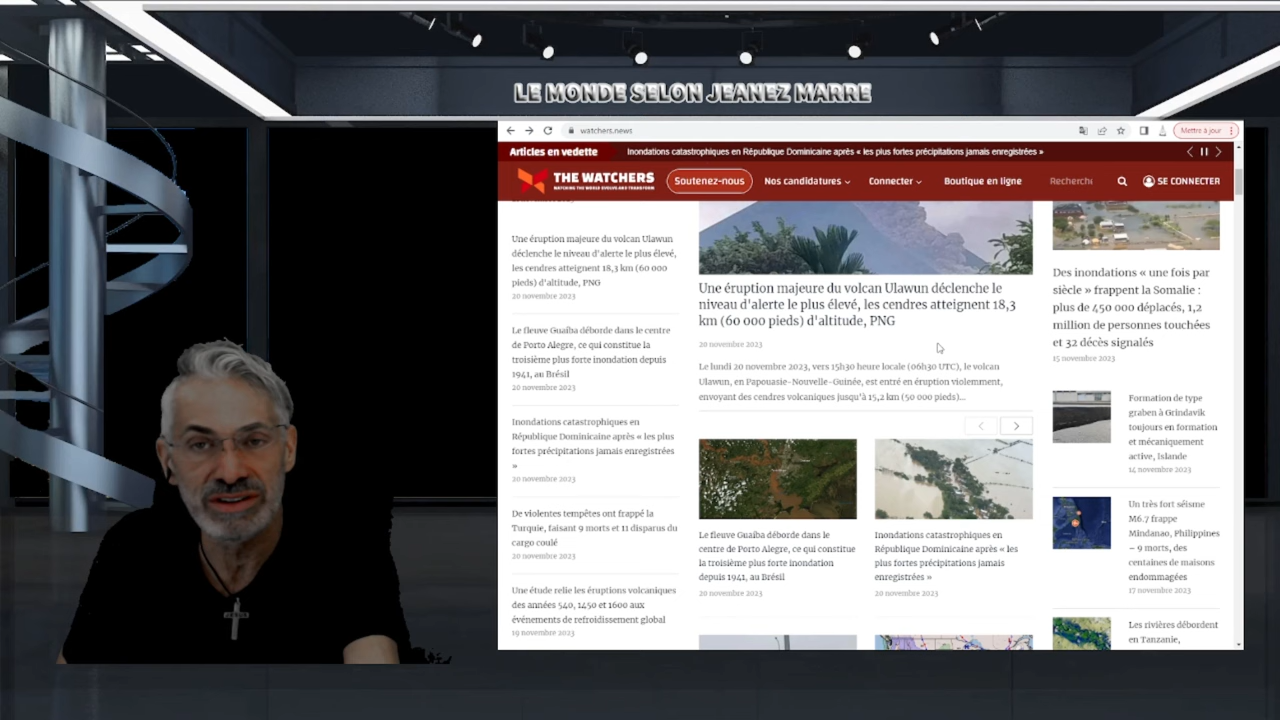 LE MONDE SELON JEANEZ MARRE
watchers.news
Mettre à jour
Articles en vedette
Inondations catastrophiques en République Dominicaine après « les plus fortes précipitations jamais enregistrées »
THE WATCHERS
WATCHING THE WORLD EVOLVE AND TRANSFORM
Soutenez-nous
Nos candidatures
Connecter
Boutique en ligne
Recherche
SE CONNECTER
Une éruption majeure du volcan Ulawun
déclenche le niveau d'alerte le plus élevé,
les cendres atteignent 18,3 km (60 000
pieds) d'altitude, PNG
20 novembre 2023
Le fleuve Guaíba déborde dans le centre
de Porto Alegre, ce qui constitue la
troisième plus forte inondation depuis
1941, au Brésil
20 novembre 2023
Inondations catastrophiques en
République Dominicaine après « les plus
fortes précipitations jamais enregistrées
»
20 novembre 2023
De violentes tempêtes ont frappé la
Turquie, faisant 9 morts et 11 disparus du
cargo coulé
20 novembre 2023
Une étude relie les éruptions volcaniques
des années 540, 1450 et 1600 aux
événements de refroidissement global
19 novembre 2023
Une éruption majeure du volcan Ulawun déclenche le
niveau d'alerte le plus élevé, les cendres atteignent 18,3
km (60 000 pieds) d'altitude, PNG
20 novembre 2023
Le lundi 20 novembre 2023, vers 15h30 heure locale (06h30 UTC), le volcan
Ulawun, en Papouasie-Nouvelle-Guinée, est entré en éruption violemment,
envoyant des cendres volcaniques jusqu'à 15,2 km (50 000 pieds)...
Le fleuve Guaíba déborde dans le
centre de Porto Alegre, ce qui constitue
la troisième plus forte inondation
depuis 1941, au Brésil
20 novembre 2023
Inondations catastrophiques en
République Dominicaine après « les
plus fortes précipitations jamais
enregistrées »
20 novembre 2023
Des inondations « une fois par
siècle » frappent la Somalie :
plus de 450 000 déplacés, 1,2
million de personnes touchées
et 32 décès signalés
15 novembre 2023
Formation de type
graben à Grindavik
toujours en formation
et mécaniquement
active, Islande
14 novembre 2023
Un très fort séisme
M6.7 frappe
Mindanao, Philippines
– 9 morts, des
centaines de maisons
endommagées
17 novembre 2023
Les rivières débordent
en Tanzanie,